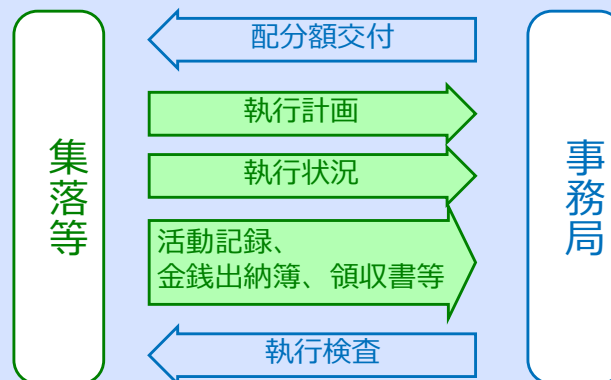 集落等
配分額交付
執行計画
執行状況
活動記録、
金銭出納簿、領収書等
執行検査
事務局